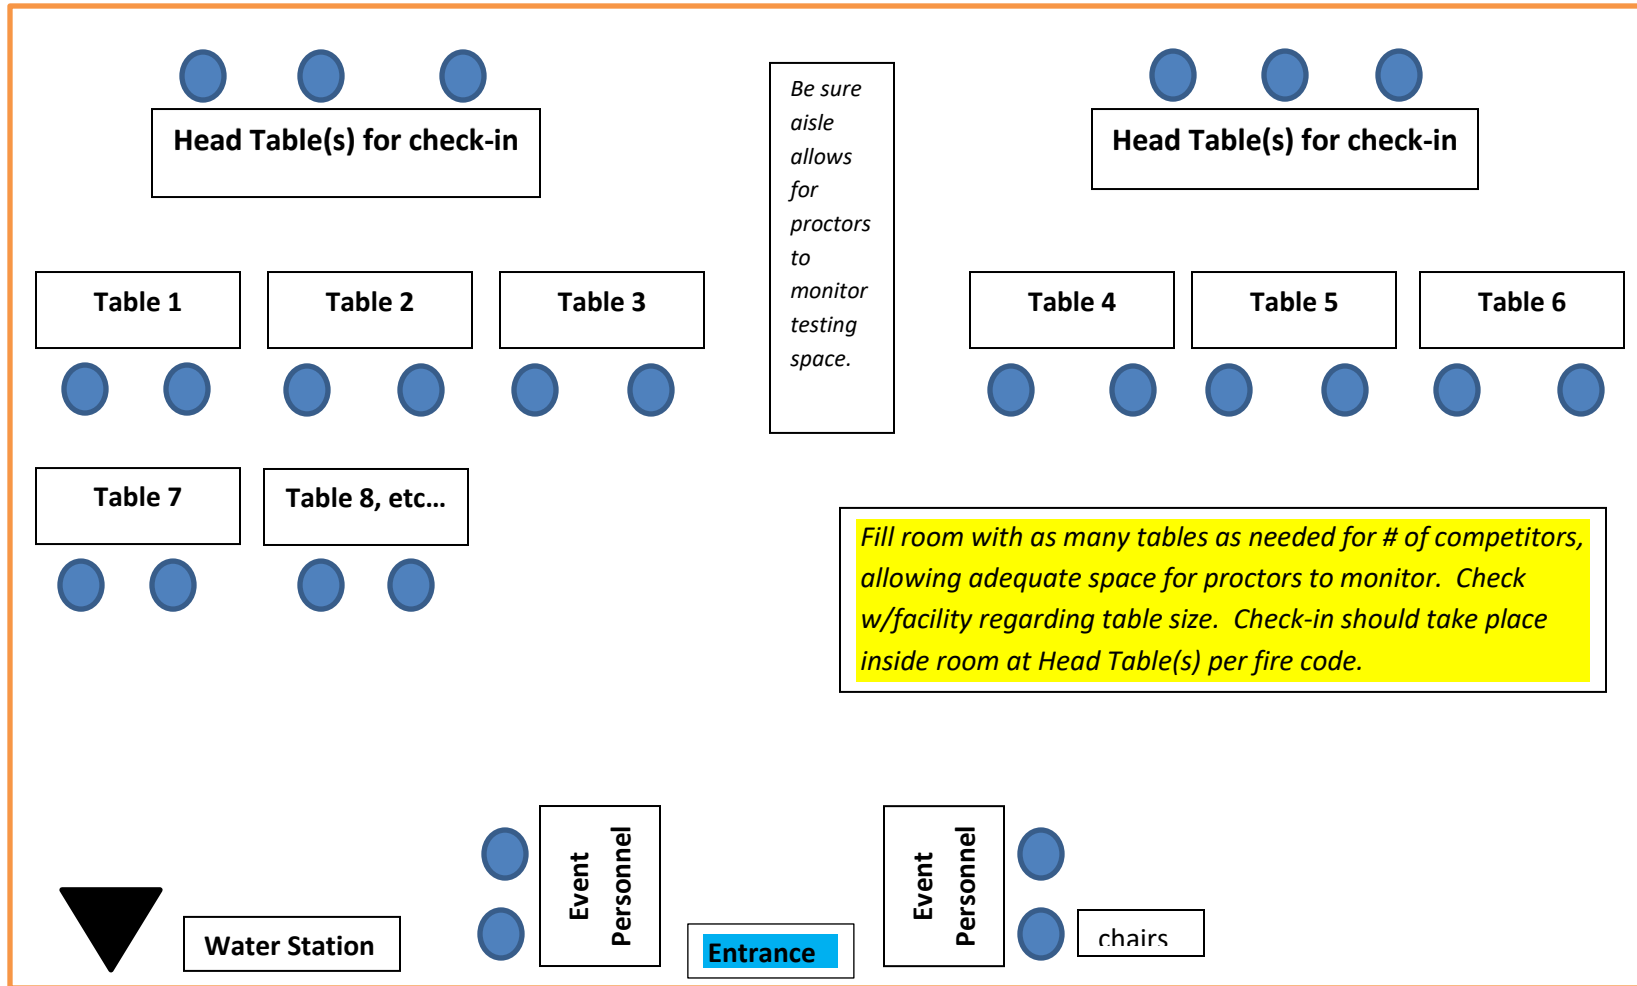 Head Table(s) for check-in
Be sure
aisle
allows
for
proctors
to
monitor
testing
space.
Head Table(s) for check-in
Table 1
Table 2
Table 3
Table 4
Table 5
Table 6
Table 7
Table 8, etc…
Fill room with as many tables as needed for # of competitors,
allowing adequate space for proctors to monitor.  Check
w/facility regarding table size.  Check-in should take place
inside room at Head Table(s) per fire code.
Event
Personnel
Event
Personnel
Water Station
Entrance
chairs